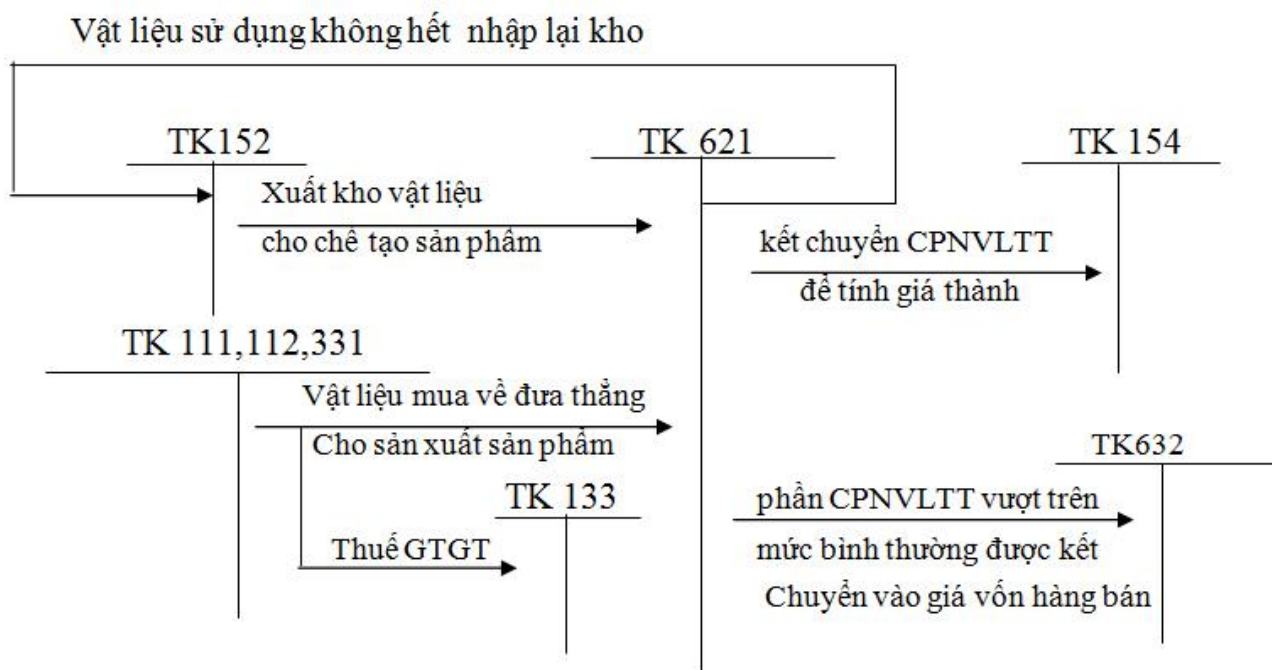 Vật liệu sử dụng không hết nhập lại kho
TK152
TK 621
TK 154
Xuất kho vật liệu
cho chế tạo sản phẩm
kết chuyển CPNVLTT
để tính giá thành
TK 111,112,331
Vật liệu mua về đưa thẳng
Cho sản xuất sản phẩm
TK632
TK 133
phần CPNVLTT vượt trên
Thuế GTGT
mức bình thường được kết
Chuyển vào giá vốn hàng bán